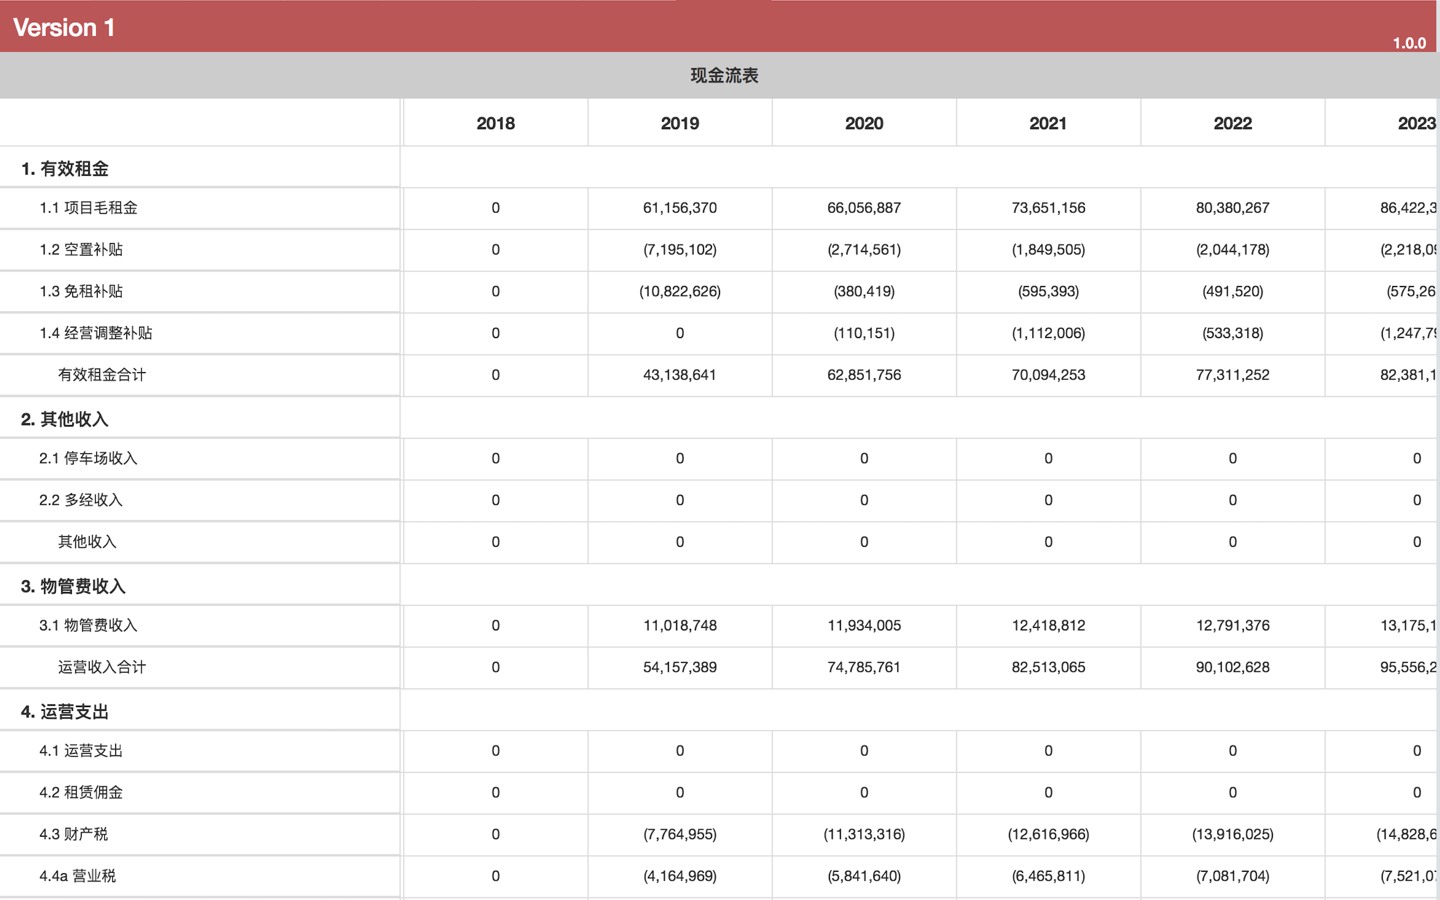 Version 1
1.0.0
现金流表
2018 2019 2020 2021 2022 2023
1. 有效租金
1.1 项目毛租金 0 61,156,370 66,056,887 73,651,156 80,380,267 86,422,3
1.2 空置补贴 0 (7,195,102) (2,714,561) (1,849,505) (2,044,178) (2,218,09
1.3 免租补贴 0 (10,822,626) (380,419) (595,393) (491,520) (575,26
1.4 经营调整补贴 0 0 (110,151) (1,112,006) (533,318) (1,247,79
有效租金合计 0 43,138,641 62,851,756 70,094,253 77,311,252 82,381,1
2. 其他收入
2.1 停车场收入 0 0 0 0 0 0
2.2 多经收入 0 0 0 0 0 0
其他收入 0 0 0 0 0 0
3. 物管费收入
3.1 物管费收入 0 11,018,748 11,934,005 12,418,812 12,791,376 13,175,1
运营收入合计 0 54,157,389 74,785,761 82,513,065 90,102,628 95,556,2
4. 运营支出
4.1 运营支出 0 0 0 0 0 0
4.2 租赁佣金 0 0 0 0 0 0
4.3 财产税 0 (7,764,955) (11,313,316) (12,616,966) (13,916,025) (14,828,6
4.4a 营业税 0 (4,164,969) (5,841,640) (6,465,811) (7,081,704) (7,521,07